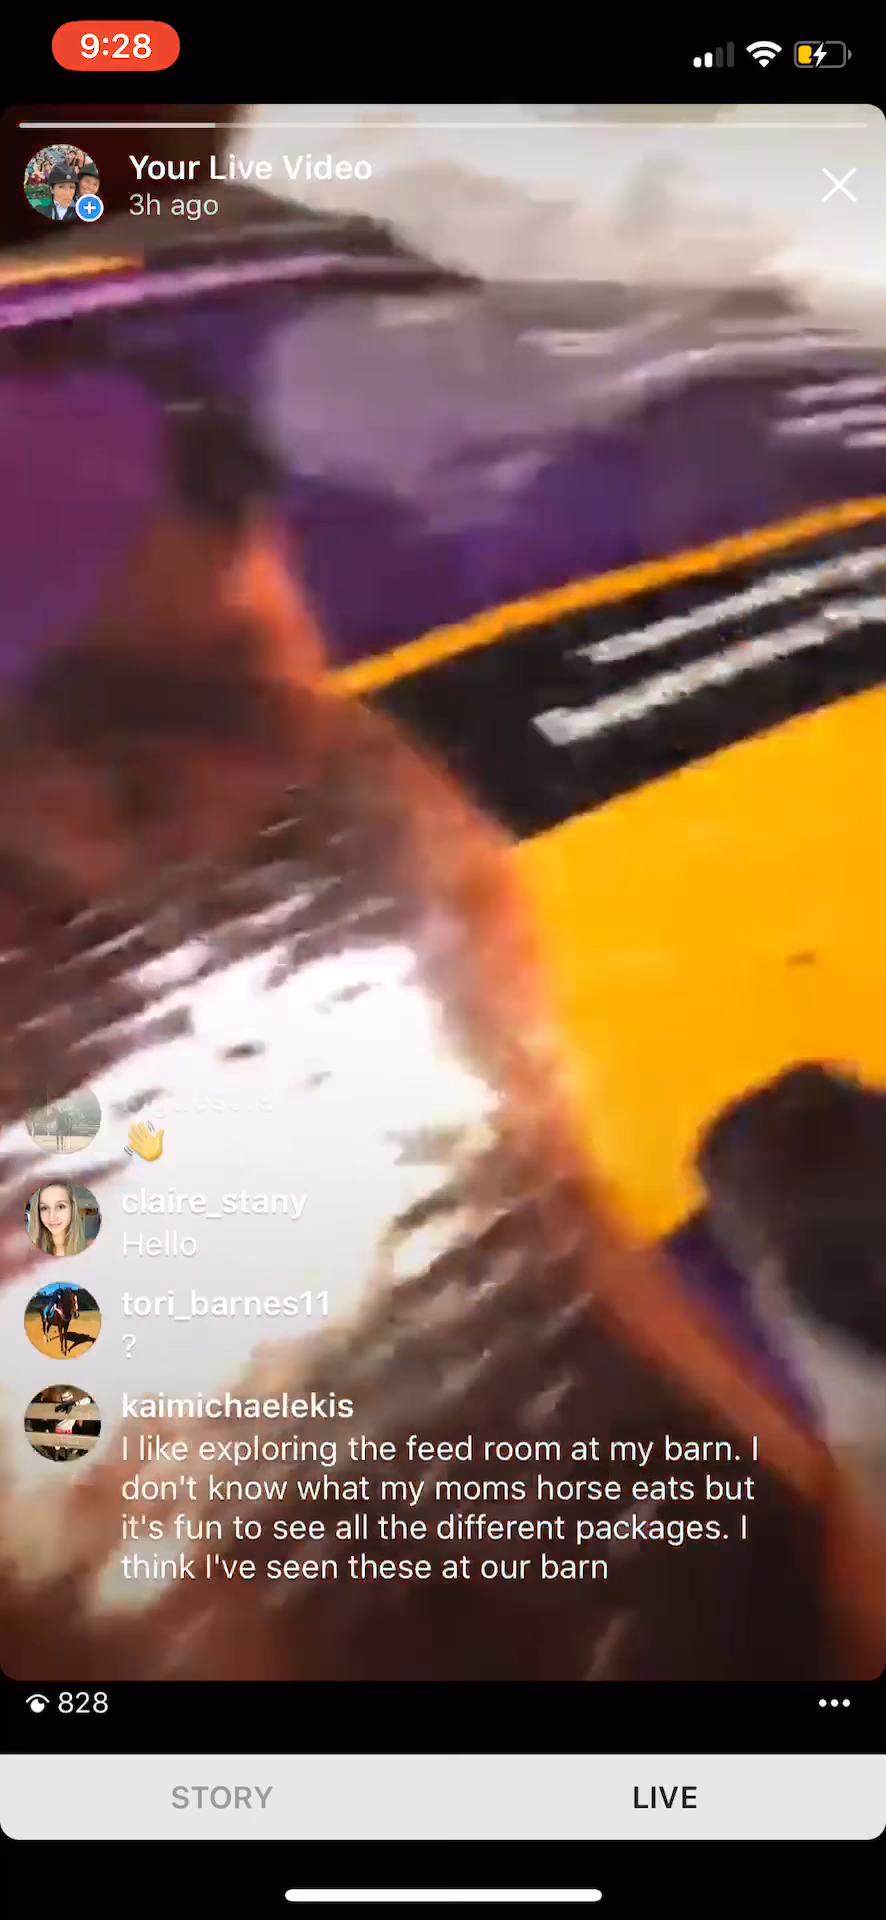 9:28
Your Live Video
3h ago
👋
claire_stany
Hello
tori_barnes11
?
kaimichaelekis
I like exploring the feed room at my barn. I
don't know what my moms horse eats but
it's fun to see all the different packages. I
think I've seen these at our barn
828
STORY
LIVE